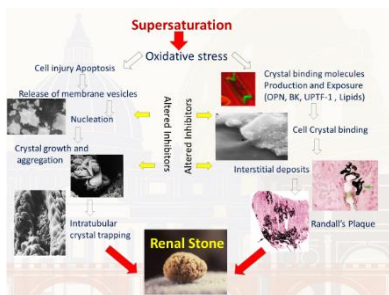 Supersaturation
Oxidative stress
Cell injury Apoptosis
Release of membrane vesicles
Nucleation
Crystal growth and
aggregation
Intratubular
crystal trapping
Altered Inhibitors
Altered Inhibitors
Crystal binding molecules
Production and Exposure
(OPN, BK, UPTF-1 , Lipids)
Cell Crystal binding
Interstitial deposits
Randall's Plaque
Renal Stone